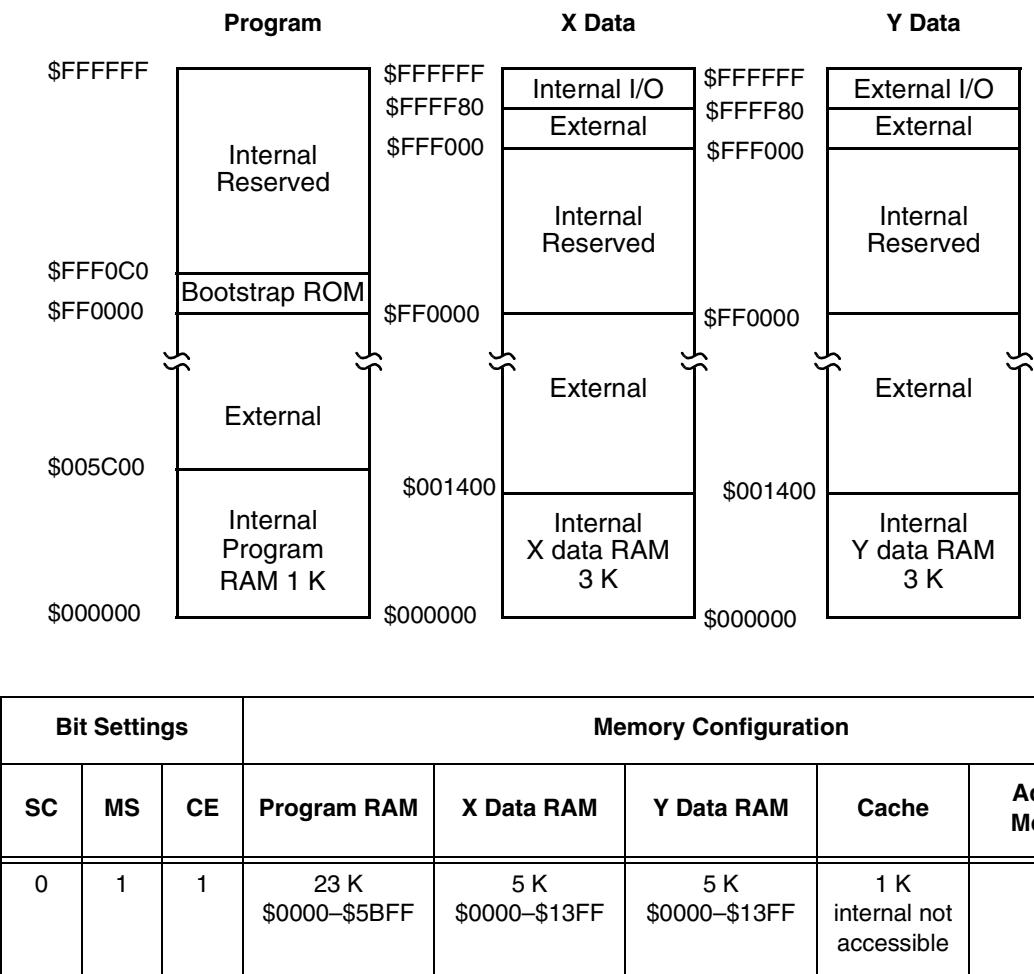 Program X Data Y Data
$FFFFFF
Internal
Reserved
$FFF0C0
Bootstrap ROM
$FF0000
External
$005C00
Internal
Program
RAM 1 K
$000000
$FFFFFF
Internal I/O
$FFFF80
External
$FFF000
Internal
Reserved
$FF0000
External
$001400
Internal
X data RAM
3 K
$000000
$FFFFFF
External I/O
$FFFF80
External
$FFF000
Internal
Reserved
$FF0000
External
$001400
Internal
Y data RAM
3 K
$000000
Bit Settings Memory Configuration
SC MS CE Program RAM X Data RAM Y Data RAM Cache
0 1 1 23 K 5 K 5 K 1 K
$0000–$5BFF $0000–$13FF $0000–$13FF internal not
accessible